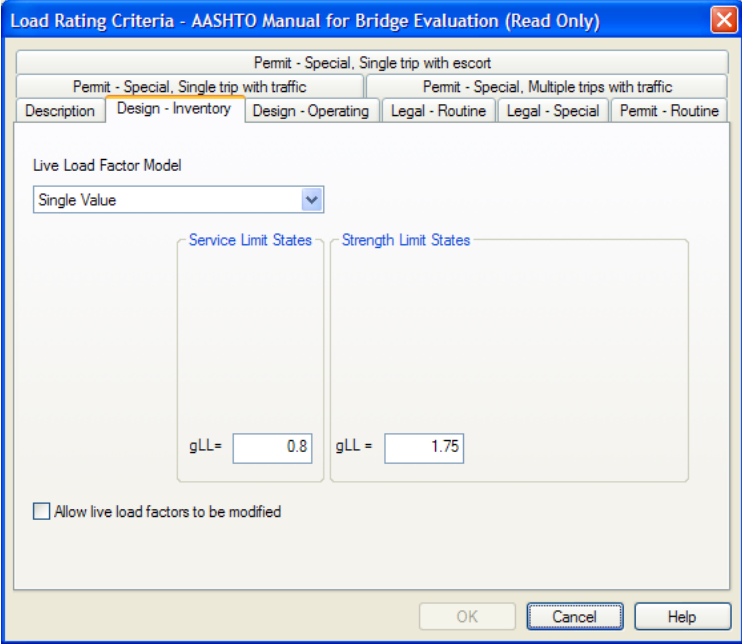 Load Rating Criteria - AASHTO Manual for Bridge Evaluation (Read Only)
Permit - Special, Single trip with escort
Permit - Special, Single trip with traffic Permit - Special, Multiple trips with traffic
Description Design - Inventory Design - Operating Legal - Routine Legal - Special Permit - Routine
Live Load Factor Model
Single Value
Service Limit States Strength Limit States
gLL= 0.8 gLL = 1.75
Allow live load factors to be modified
OK Cancel Help